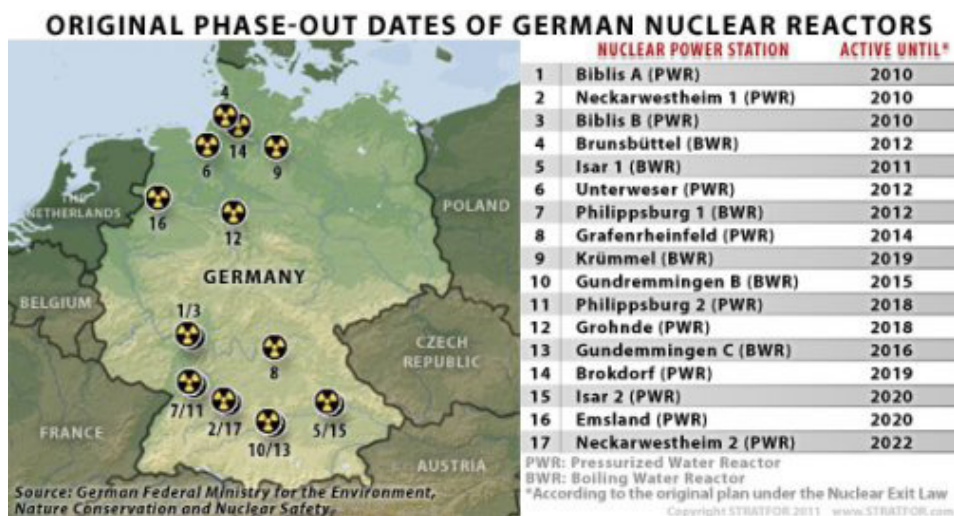 ORIGINAL PHASE-OUT DATES OF GERMAN NUCLEAR REACTORS
NUCLEAR POWER STATION ACTIVE UNTIL*
1 Biblis A (PWR) 2010
2 Neckarwestheim 1 (PWR) 2010
3 Biblis B (PWR) 2010
4 Brunsbüttel (BWR) 2012
5 Isar 1 (BWR) 2011
6 Unterweser (PWR) 2012
7 Philippsburg 1 (BWR) 2012
8 Grafenrheinfeld (PWR) 2014
9 Krümmel (BWR) 2019
10 Gundremmingen B (BWR) 2015
11 Philippsburg 2 (PWR) 2018
12 Grohnde (PWR) 2018
13 Gundemmingen C (BWR) 2016
14 Brokdorf (PWR) 2019
15 Isar 2 (PWR) 2020
16 Emsland (PWR) 2020
17 Neckarwestheim 2 (PWR) 2022
PWR: Pressurized Water Reactor
BWR: Boiling Water Reactor
*According to the original plan under the Nuclear Exit Law
Copyright STRATFOR 2011 www.STRATFOR.com
4
14
6
9
THE
NETHERLANDS
16
POLAND
12
GERMANY
BELGIUM
1/3
CZECH
REPUBLIC
8
7/11
2/17
10/13
5/15
FRANCE
AUSTRIA
Source: German Federal Ministry for the Environment,
Nature Conservation and Nuclear Safety.